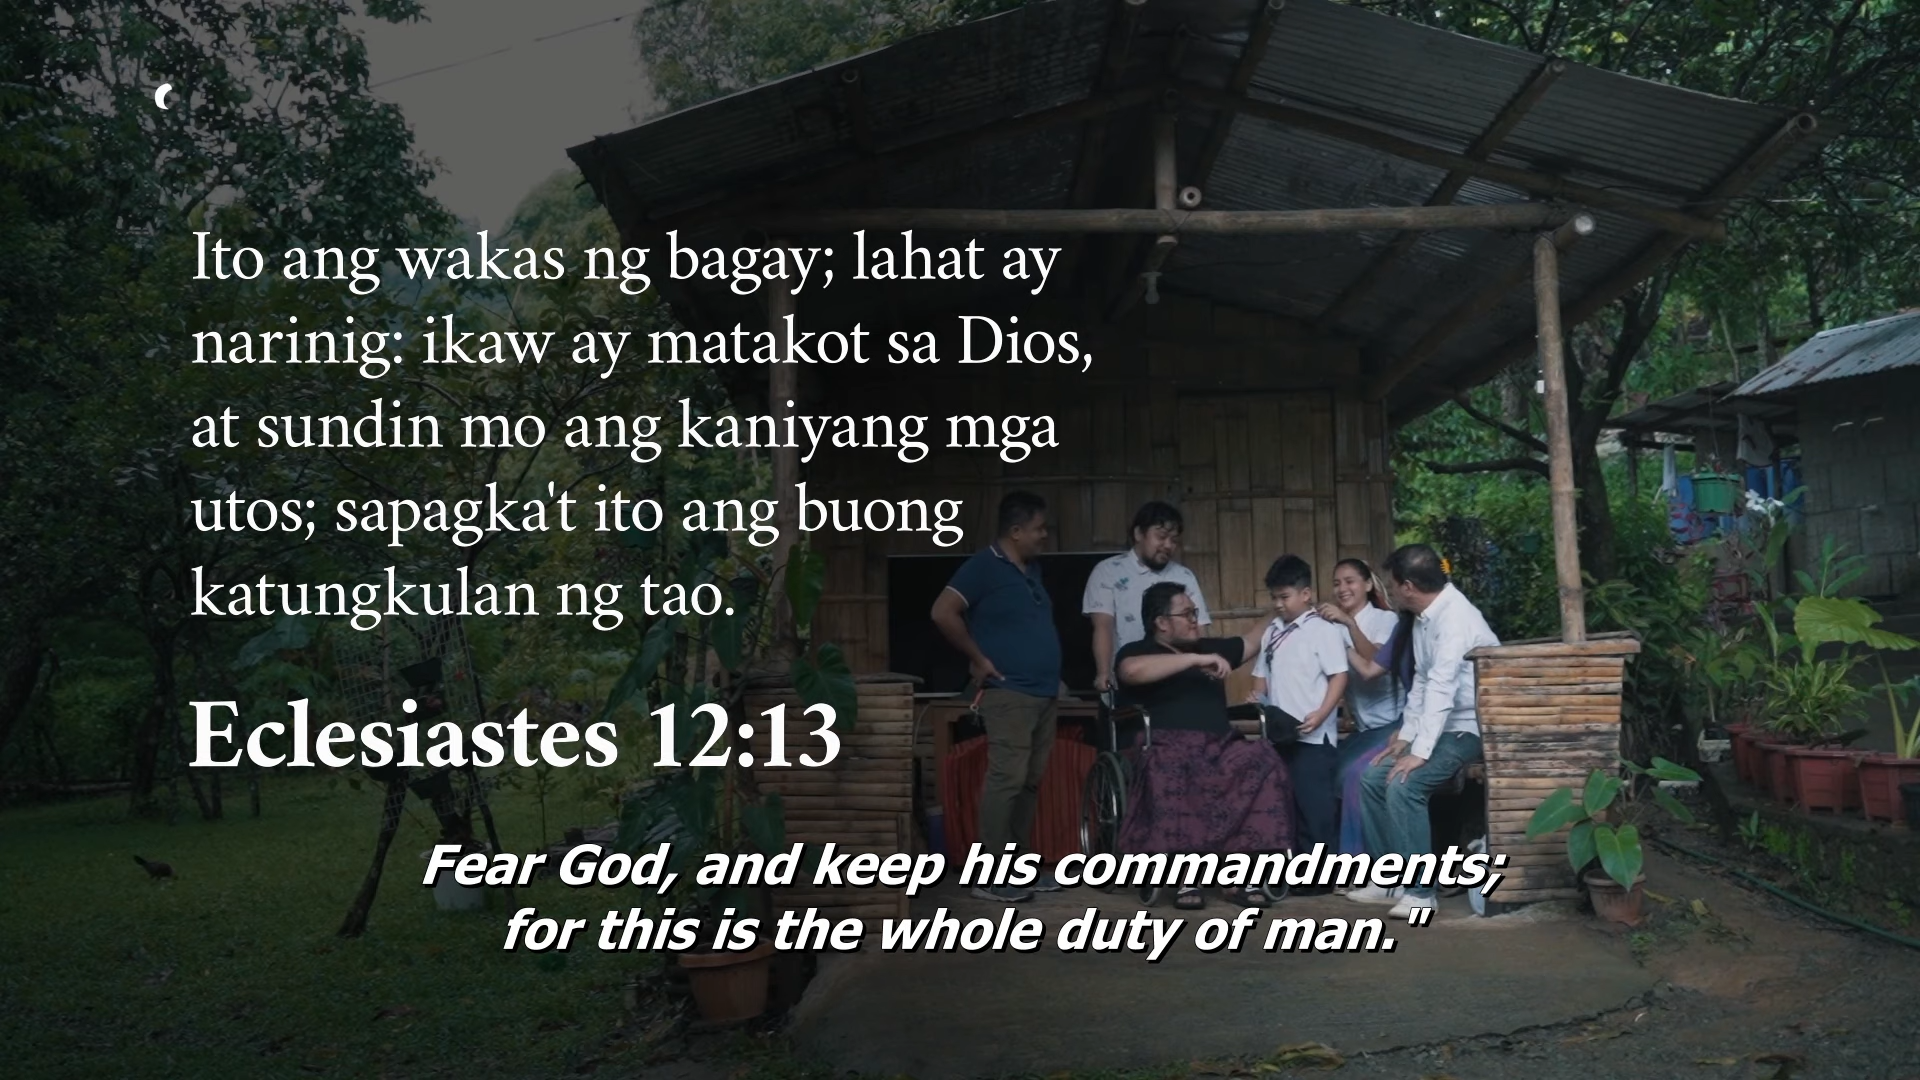 Ito ang wakas ng bagay; lahat ay
narinig: ikaw ay matakot sa Dios,
at sundin mo ang kaniyang mga
utos; sapagka't ito ang buong
katungkulan ng tao.
Eclesiastes 12:13
Fear God, and keep his commandments;
for this is the whole duty of man."